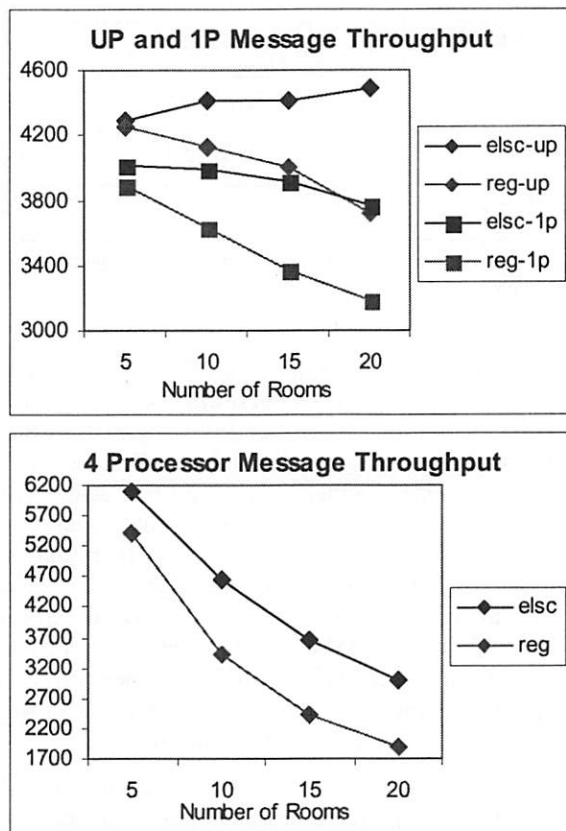 UP and 1P Message Throughput
4600
4200
3800
3400
3000
5 10 15 20
Number of Rooms
elsc-up
reg-up
elsc-1p
reg-1p
4 Processor Message Throughput
6200
5700
5200
4700
4200
3700
3200
2700
2200
1700
5 10 15 20
Number of Rooms
elsc
reg